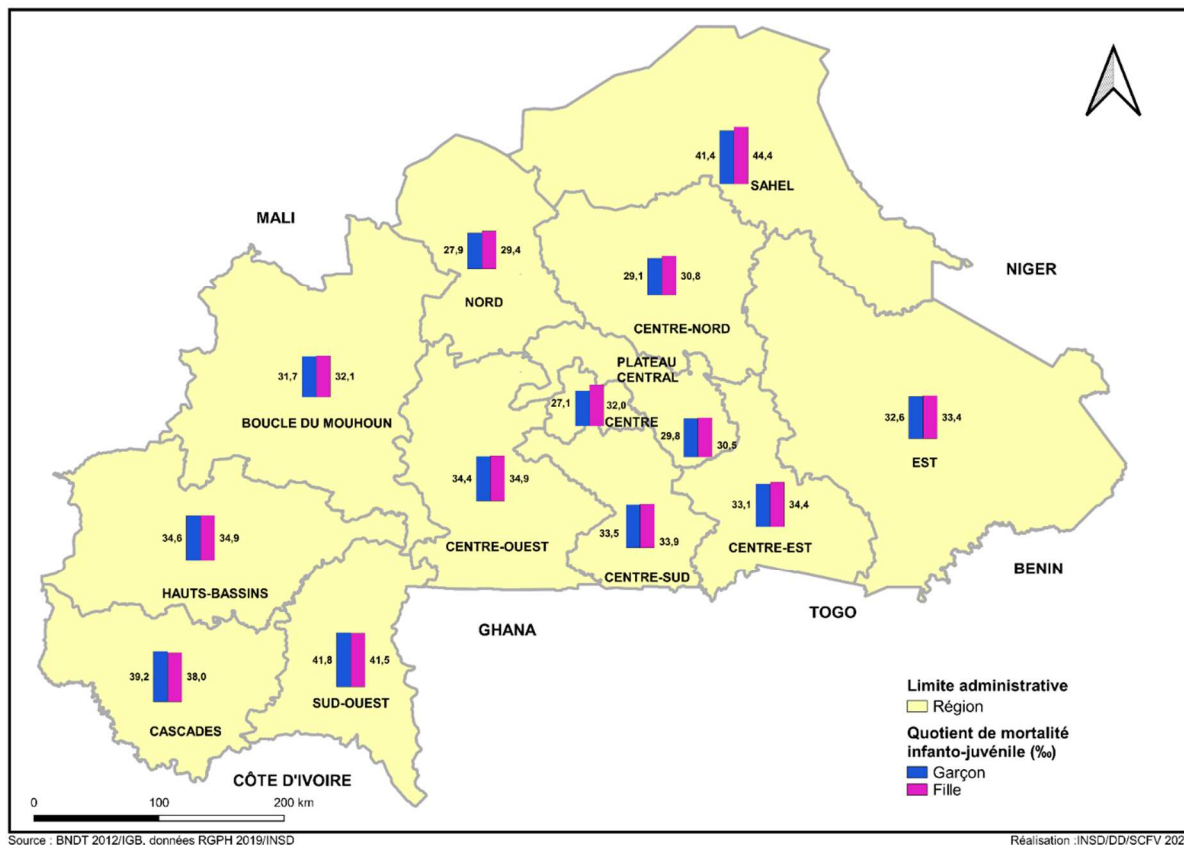 41,4
44,4
SAHEL
MALI
27,9
29,4
NORD
NIGER
29,1
30,8
CENTRE-NORD
PLATEAU
CENTRAL
31,7
32,1
BOUCLE DU MOUHOUN
27,1
32,0
CENTRE
29,8
30,5
32,6
33,4
EST
34,4
34,9
CENTRE-OUEST
33,1
34,4
CENTRE-EST
33,5
33,9
CENTRE-SUD
34,6
34,9
HAUTS-BASSINS
BENIN
TOGO
GHANA
41,8
41,5
SUD-OUEST
39,2
38,0
CASCADES
CÔTE D'IVOIRE
Limite administrative
Région
Quotient de mortalité
infanto-juvénile (‰)
Garçon
Fille
0
100
200 km
Source : BNDT 2012/IGB, données RGPH 2019/INSD
Réalisation :INSD/DD/SCFV 202